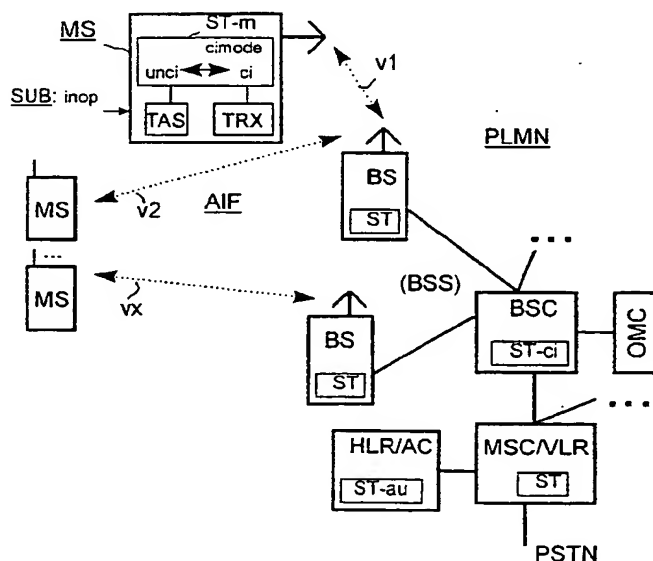 MS
ST-m
cimode
unci
ci
SUB: inop
TAS
TRX
v1
PLMN
BS
ST
MS
v2
AIF
...
MS
vx
BS
ST
(BSS)
...
BSC
ST-ci
OMC
...
HLR/AC
ST-au
MSC/VLR
ST
PSTN